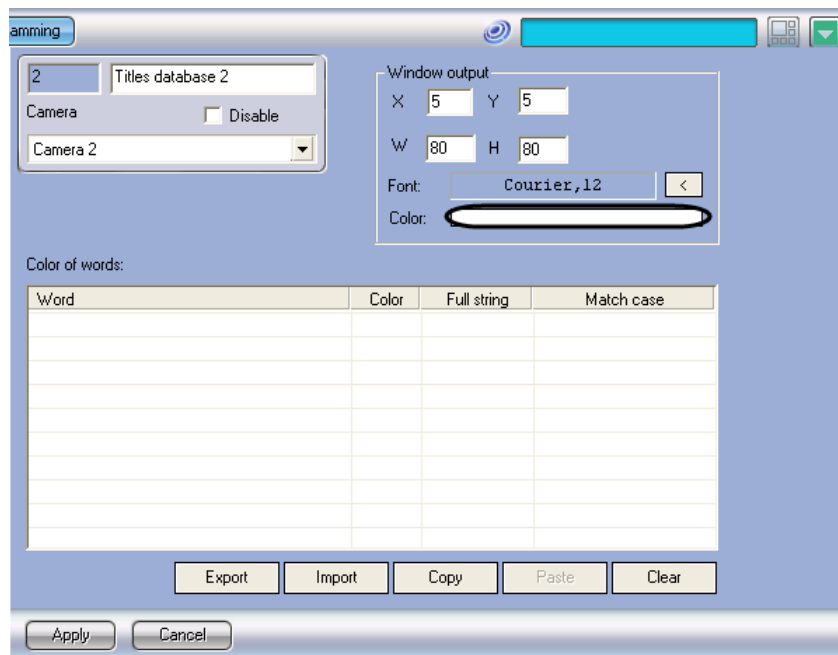 amming
2
Titles database 2
Camera
Disable
Camera 2
Window output
X 5 Y 5
W 80 H 80
Font: Courier,12 <
Color:
Color of words:
Word Color Full string Match case
Export Import Copy Paste Clear
Apply Cancel